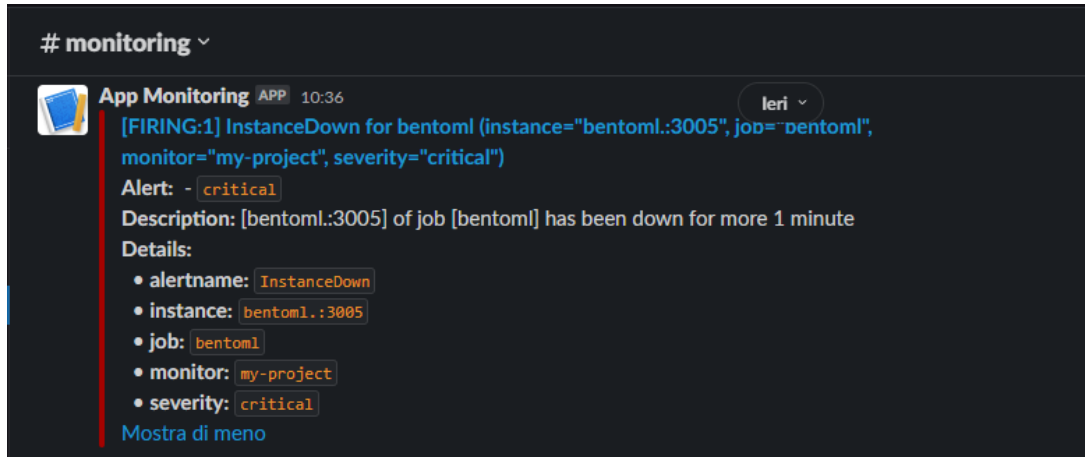 # monitoring
App Monitoring APP 10:36
Ieri
[FIRING:1] InstanceDown for bentoml (instance="bentoml.:3005", job="bentoml",
monitor="my-project", severity="critical")
Alert: - critical
Description: [bentoml.:3005] of job [bentoml] has been down for more 1 minute
Details:
• alertname: InstanceDown
• instance: bentoml.:3005
• job: bentoml
• monitor: my-project
• severity: critical
Mostra di meno